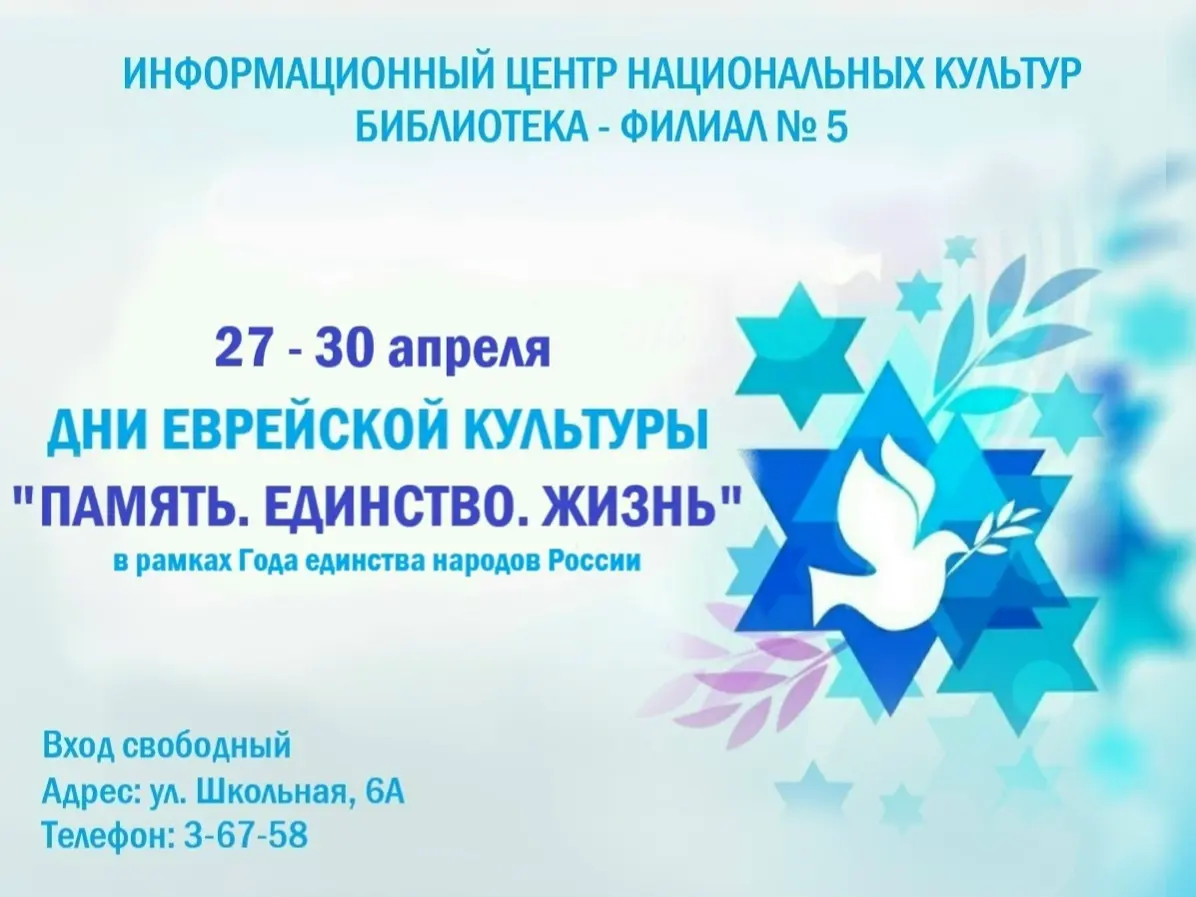 ИНФОРМАЦИОННЫЙ ЦЕНТР НАЦИОНАЛЬНЫХ КУЛЬТУР
БИБЛИОТЕКА - ФИЛИАЛ № 5
27 - 30 апреля
ДНИ ЕВРЕЙСКОЙ КУЛЬТУРЫ
"ПАМЯТЬ. ЕДИНСТВО. ЖИЗНЬ"
в рамках Года единства народов России
Вход свободный
Адрес: ул. Школьная, 6А
Телефон: 3-67-58